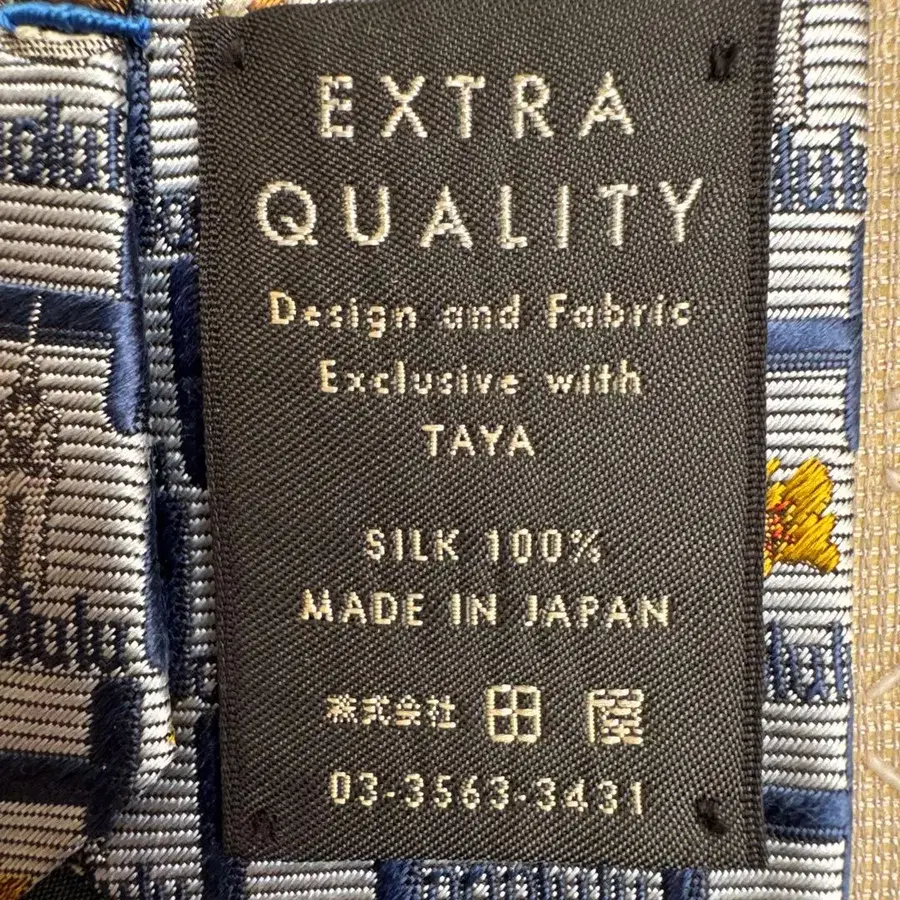 EXTRA
QUALITY
Design and Fabric
Exclusive with
TAYA
SILK 100%
MADE IN JAPAN
株式会社 田屋
03-3563-3431